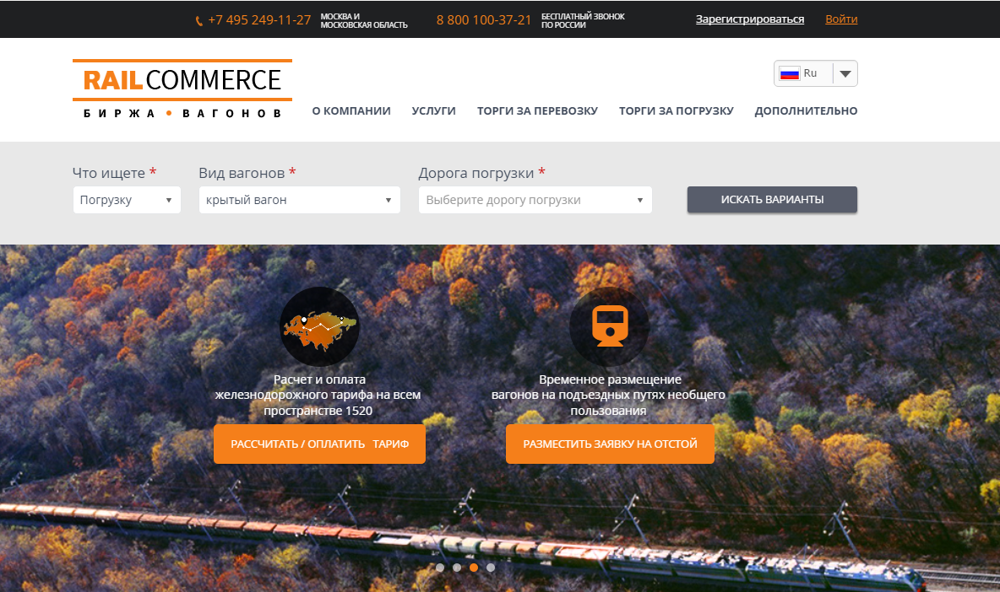 +7 495 249-11-27
МОСКВА И
МОСКОВСКАЯ ОБЛАСТЬ
8 800 100-37-21
БЕСПЛАТНЫЙ ЗВОНОК
ПО РОССИИ
Зарегистрироваться
Войти
RAILCOMMERCE
БИРЖА • ВАГОНОВ
Ru
О КОМПАНИИ
УСЛУГИ
ТОРГИ ЗА ПЕРЕВОЗКУ
ТОРГИ ЗА ПОГРУЗКУ
ДОПОЛНИТЕЛЬНО
Что ищете *
Вид вагонов *
Дорога погрузки *
Погрузку
крытый вагон
Выберите дорогу погрузки
ИСКАТЬ ВАРИАНТЫ
Расчет и оплата
железнодорожного тарифа на всем
пространстве 1520
РАССЧИТАТЬ / ОПЛАТИТЬ ТАРИФ
Временное размещение
вагонов на подъездных путях необщего
пользования
РАЗМЕСТИТЬ ЗАЯВКУ НА ОТСТОЙ